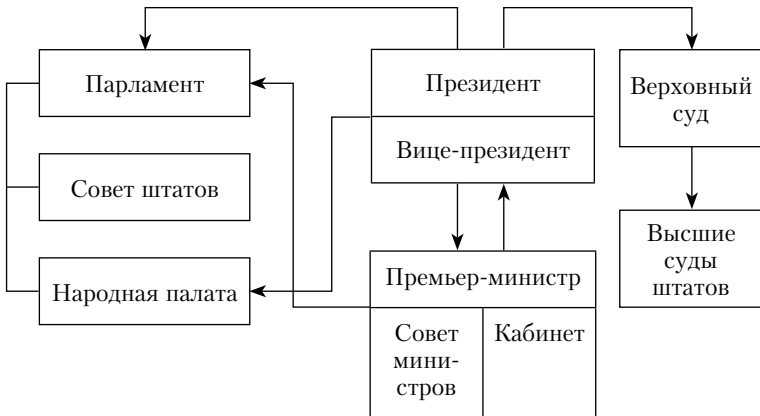 Парламент
Президент
Верховный
суд
Вице-президент
Совет штатов
Высшие
суды
штатов
Премьер-министр
Народная палата
Совет
мини-
стров
Кабинет